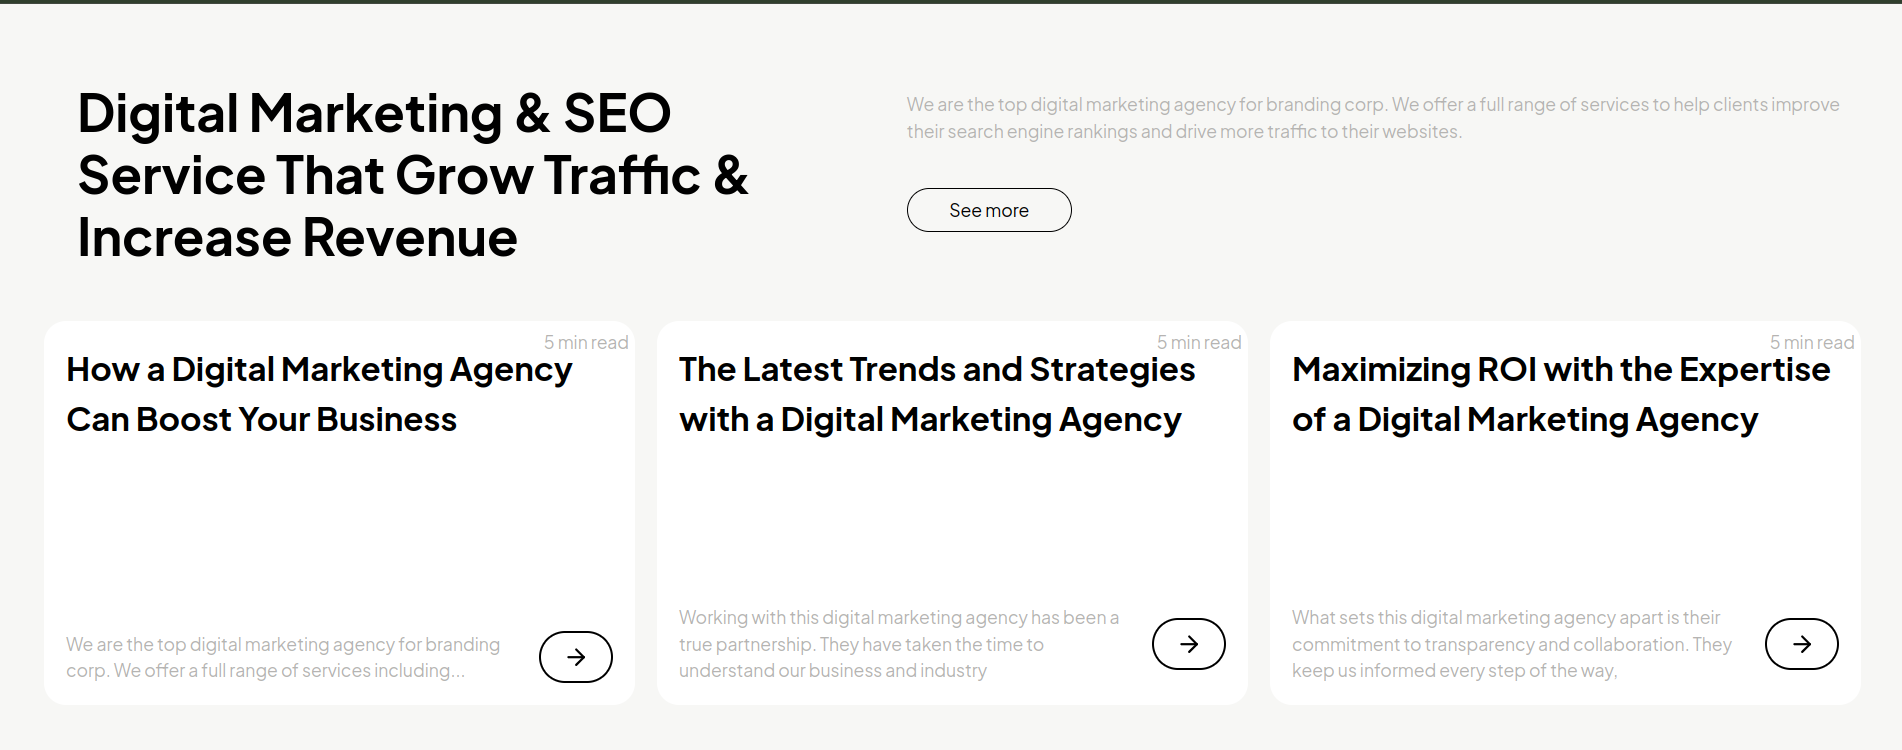 Digital Marketing & SEO
Service That Grow Traffic &
Increase Revenue
We are the top digital marketing agency for branding corp. We offer a full range of services to help clients improve
their search engine rankings and drive more traffic to their websites.
See more
5 min read
How a Digital Marketing Agency
Can Boost Your Business
We are the top digital marketing agency for branding
corp. We offer a full range of services including...
5 min read
The Latest Trends and Strategies
with a Digital Marketing Agency
Working with this digital marketing agency has been a
true partnership. They have taken the time to
understand our business and industry
5 min read
Maximizing ROI with the Expertise
of a Digital Marketing Agency
What sets this digital marketing agency apart is their
commitment to transparency and collaboration. They
keep us informed every step of the way,